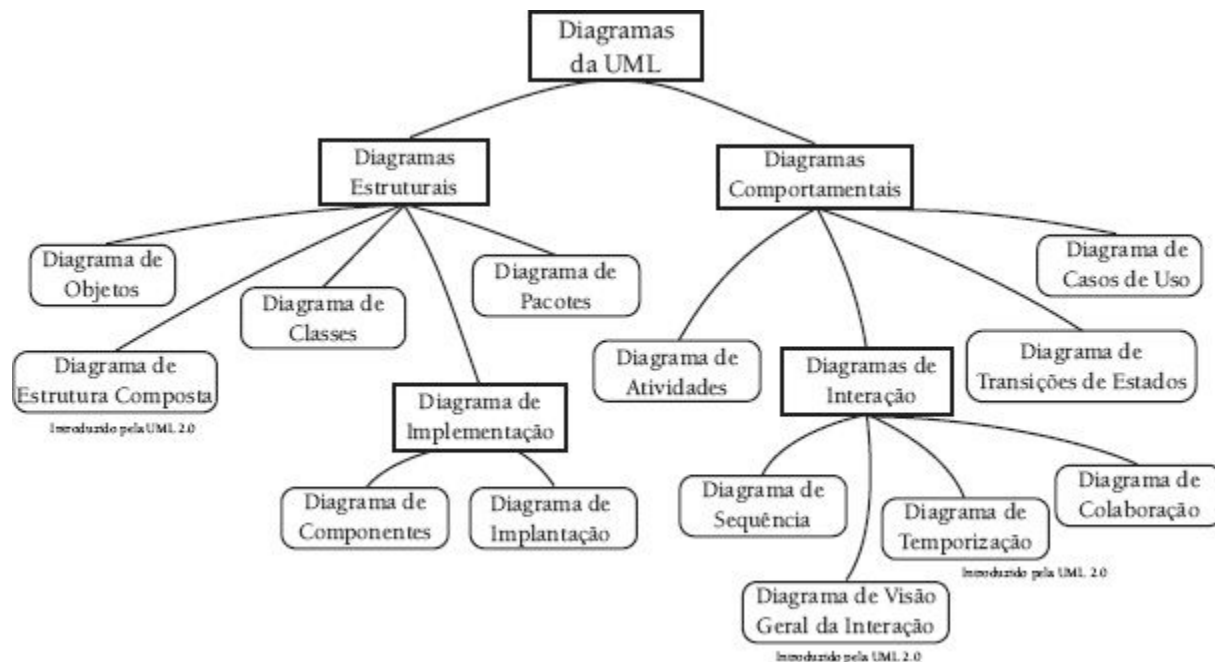 Diagramas
da UML
Diagramas
Estruturais
Diagramas
Comportamentais
Diagrama de
Objetos
Diagrama de
Classes
Diagrama de
Pacotes
Diagrama de
Estrutura Composta
Introduzido pela UML 2.0
Diagrama de
Implementação
Diagrama de
Componentes
Diagrama de
Implantação
Diagrama de
Casos de Uso
Diagrama de
Atividades
Diagramas de
Interação
Diagrama de
Transições de Estados
Diagrama de
Sequência
Diagrama de
Temporização
Introduzido pela UML 2.0
Diagrama de
Colaboração
Diagrama de Visão
Geral da Interação
Introduzido pela UML 2.0